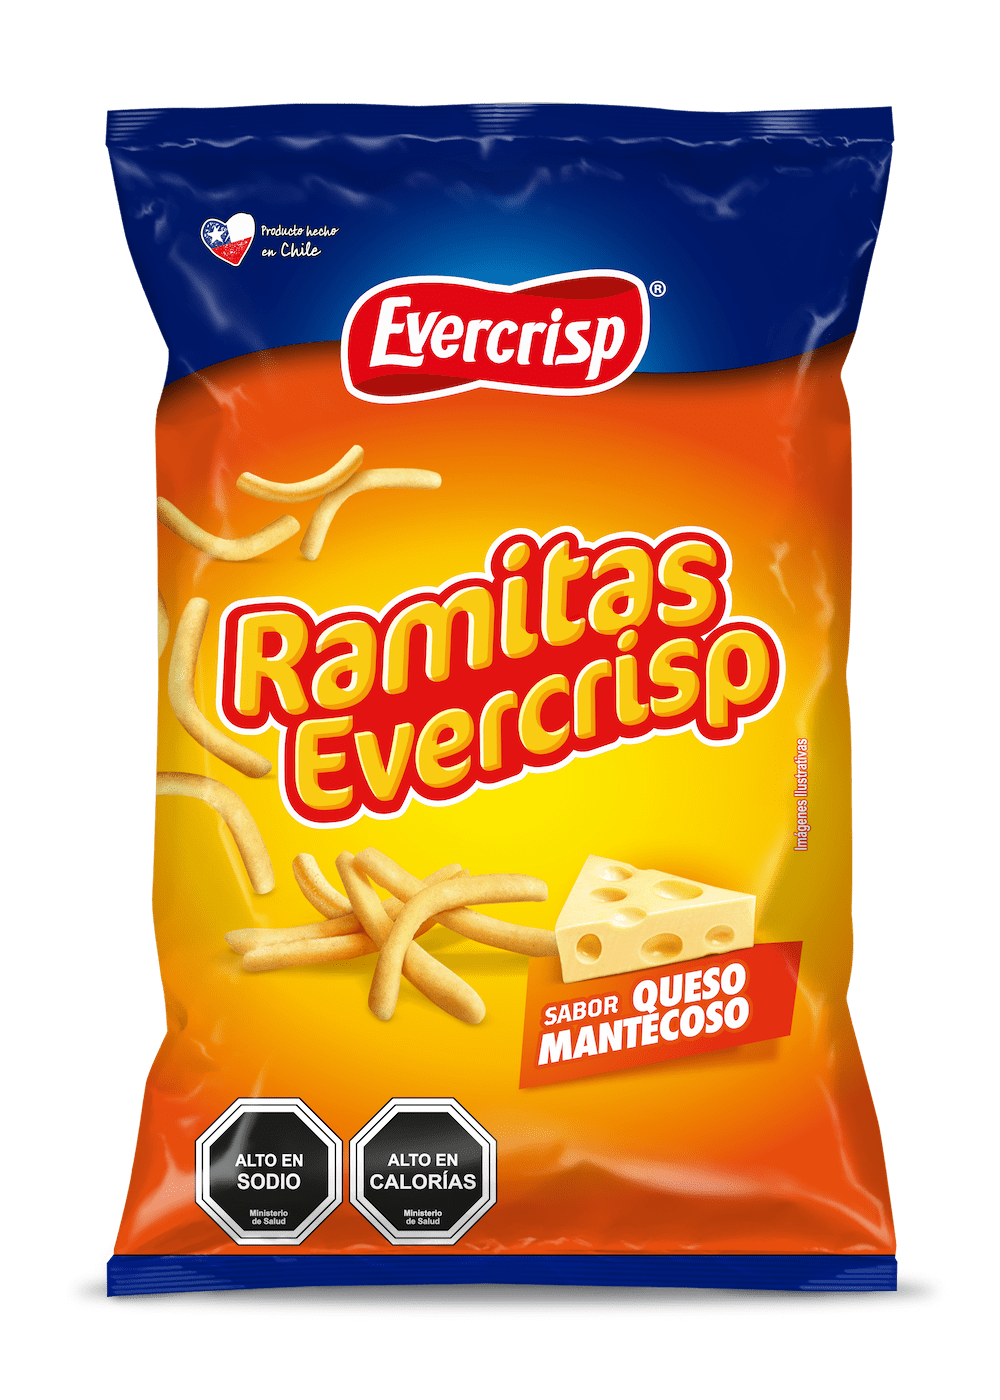 Producto hecho
en Chile
Evercrisp®
Ramitas
Evercrisp
Imágenes Ilustrativas
SABOR QUESO
MANTECOSO
ALTO EN
SODIO
Ministerio
de Salud
ALTO EN
CALORÍAS
Ministerio
de Salud